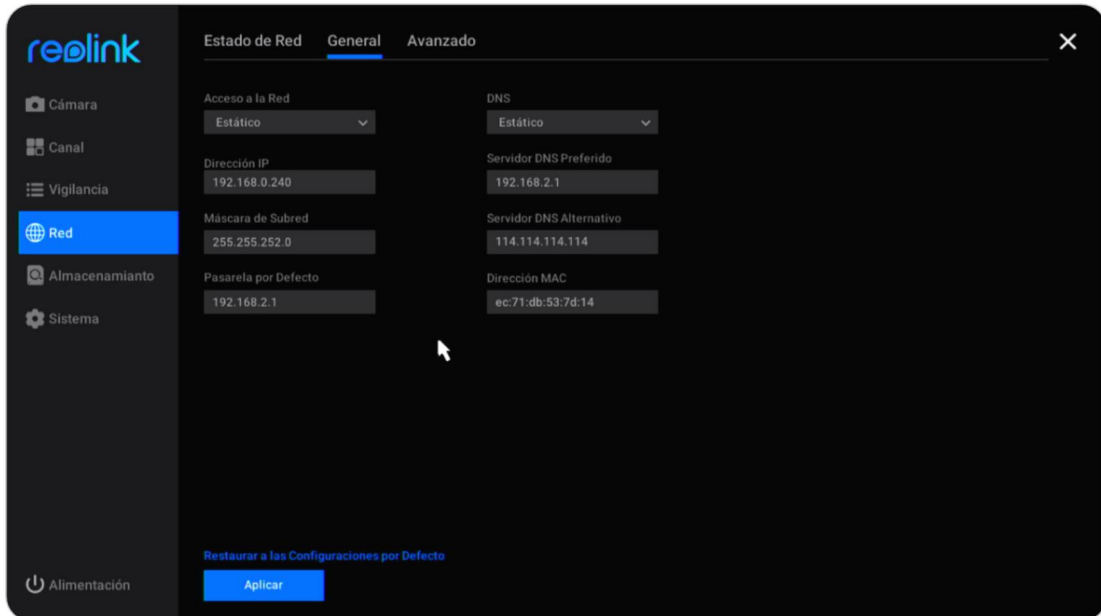 reolink
Estado de Red General Avanzado
Cámara
Canal
Vigilancia
Red
Almacenamianto
Sistema
Alimentación
Acceso a la Red
Estático
Dirección IP
192.168.0.240
Máscara de Subred
255.255.252.0
Pasarela por Defecto
192.168.2.1
DNS
Estático
Servidor DNS Preferido
192.168.2.1
Servidor DNS Alternativo
114.114.114.114
Dirección MAC
ec:71:db:53:7d:14
Restaurar a las Configuraciones por Defecto
Aplicar